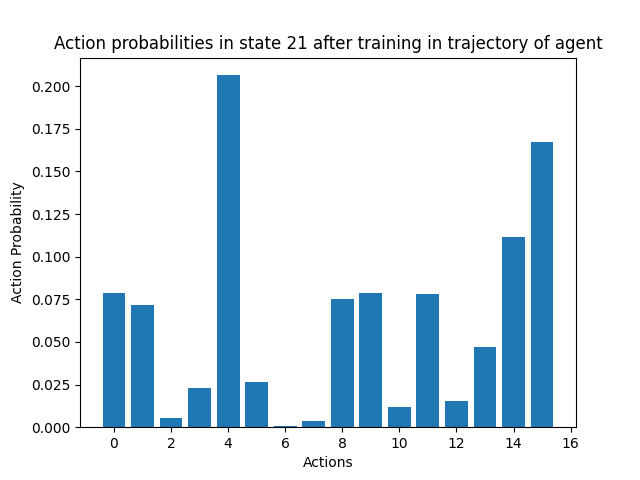 Action probabilities in state 21 after training in trajectory of agent
0.200
0.175
0.150
0.125
0.100
0.075
0.050
0.025
0.000
Action Probability
0 2 4 6 8 10 12 14 16
Actions